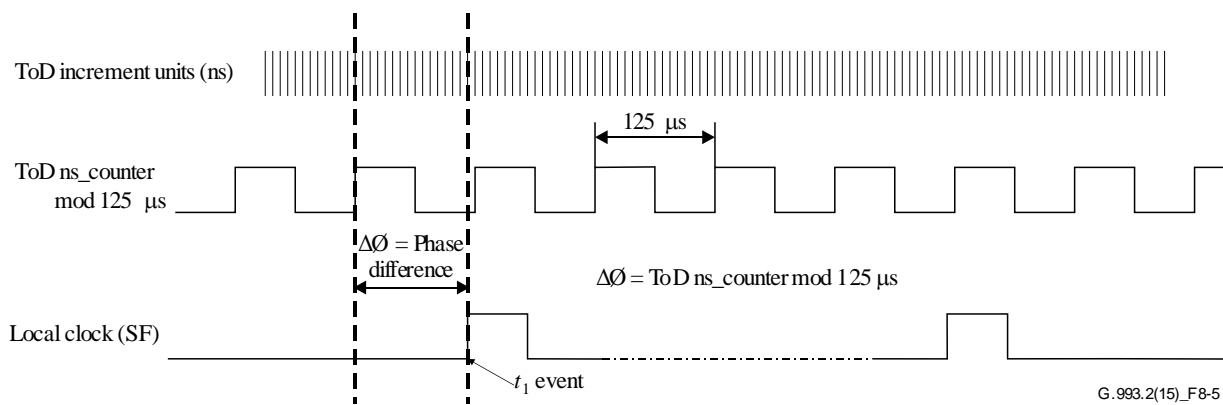 ToD increment units (ns)
125 μs
ToD ns_counter
mod 125 μs
ΔØ = Phase
difference
ΔØ = ToD ns_counter mod 125 μs
Local clock (SF)
t1 event
G.993.2(15)_F8-5